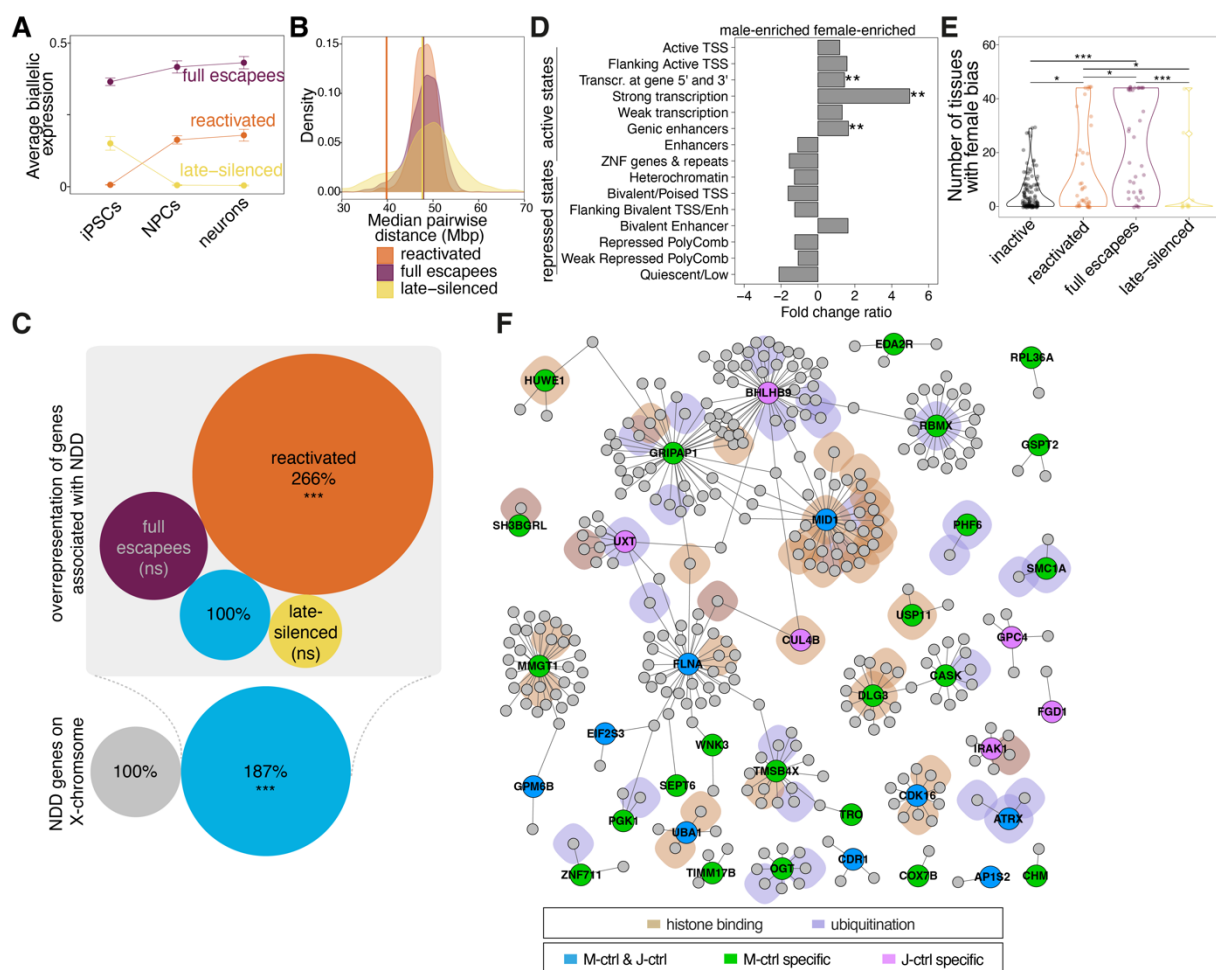 A
0.5
0
Average biallelic
expression
full escapees
reactivated
late-silenced
iPSCs
NPCs
neurons
B
0.15
0.10
0.05
0.00
Density
30 40 50 60 70
Median pairwise
distance (Mbp)
reactivated
full escapees
late-silenced
C
overrepresentation of genes
associated with NDD
reactivated
266%
***
full
escapees
(ns)
100%
late-
silenced
(ns)
NDD genes on
X-chromsome
100%
187%
***
D
male-enriched female-enriched
active states
repressed states
Active TSS
Flanking Active TSS
Transcr. at gene 5' and 3'
**
Strong transcription
**
Weak transcription
Genic enhancers
**
Enhancers
ZNF genes & repeats
Heterochromatin
Bivalent/Poised TSS
Flanking Bivalent TSS/Enh
Bivalent Enhancer
Repressed PolyComb
Weak Repressed PolyComb
Quiescent/Low
−4 −2 0 2 4 6
Fold change ratio
E
Number of tissues
with female bias
60
40
20
0
***
*
*
*
***
inactive
reactivated
full escapees
late-silenced
F
HUWE1
BHLHB9
EDA2R
RPL36A
RBMX
GSPT2
GRIPAP1
SH3BGRL
MID1
PHF6
UXT
SMC1A
USP11
CUL4B
GPC4
MMGT1
FLNA
CASK
DLG3
FGD1
EIF2S3
WNK3
IRAK1
TMSB4X
GPM6B
SEPT6
CDK16
PGK1
TRO
ATRX
UBA1
ZNF711
TIMM17B
OGT
CDR1
COX7B
AP1S2
CHM
histone binding
ubiquitination
M-ctrl & J-ctrl
M-ctrl specific
J-ctrl specific